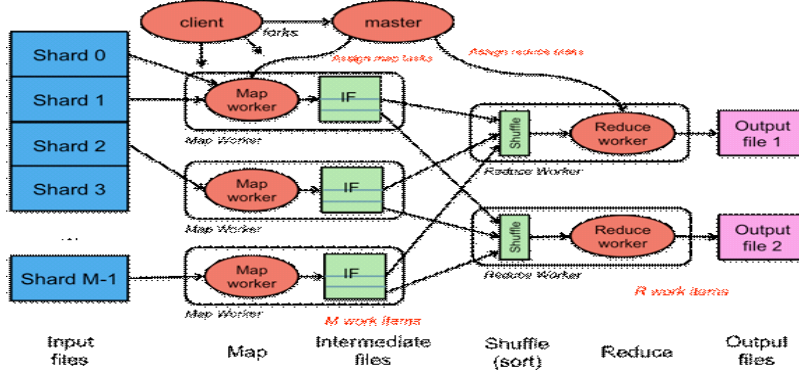 client
forks
master
Assign map tasks
Assign reduce tasks
Shard 0
Shard 1
Shard 2
Shard 3
Shard M-1
Map
worker
IF
Map Worker
Map
worker
IF
Map Worker
Map
worker
IF
Map Worker
M work items
Shuffle
Reduce
worker
Reduce Worker
Shuffle
Reduce
worker
Reduce Worker
R work items
Output
file 1
Output
file 2
Input
files
Map
Intermediate
files
Shuffle
(sort)
Reduce
Output
files